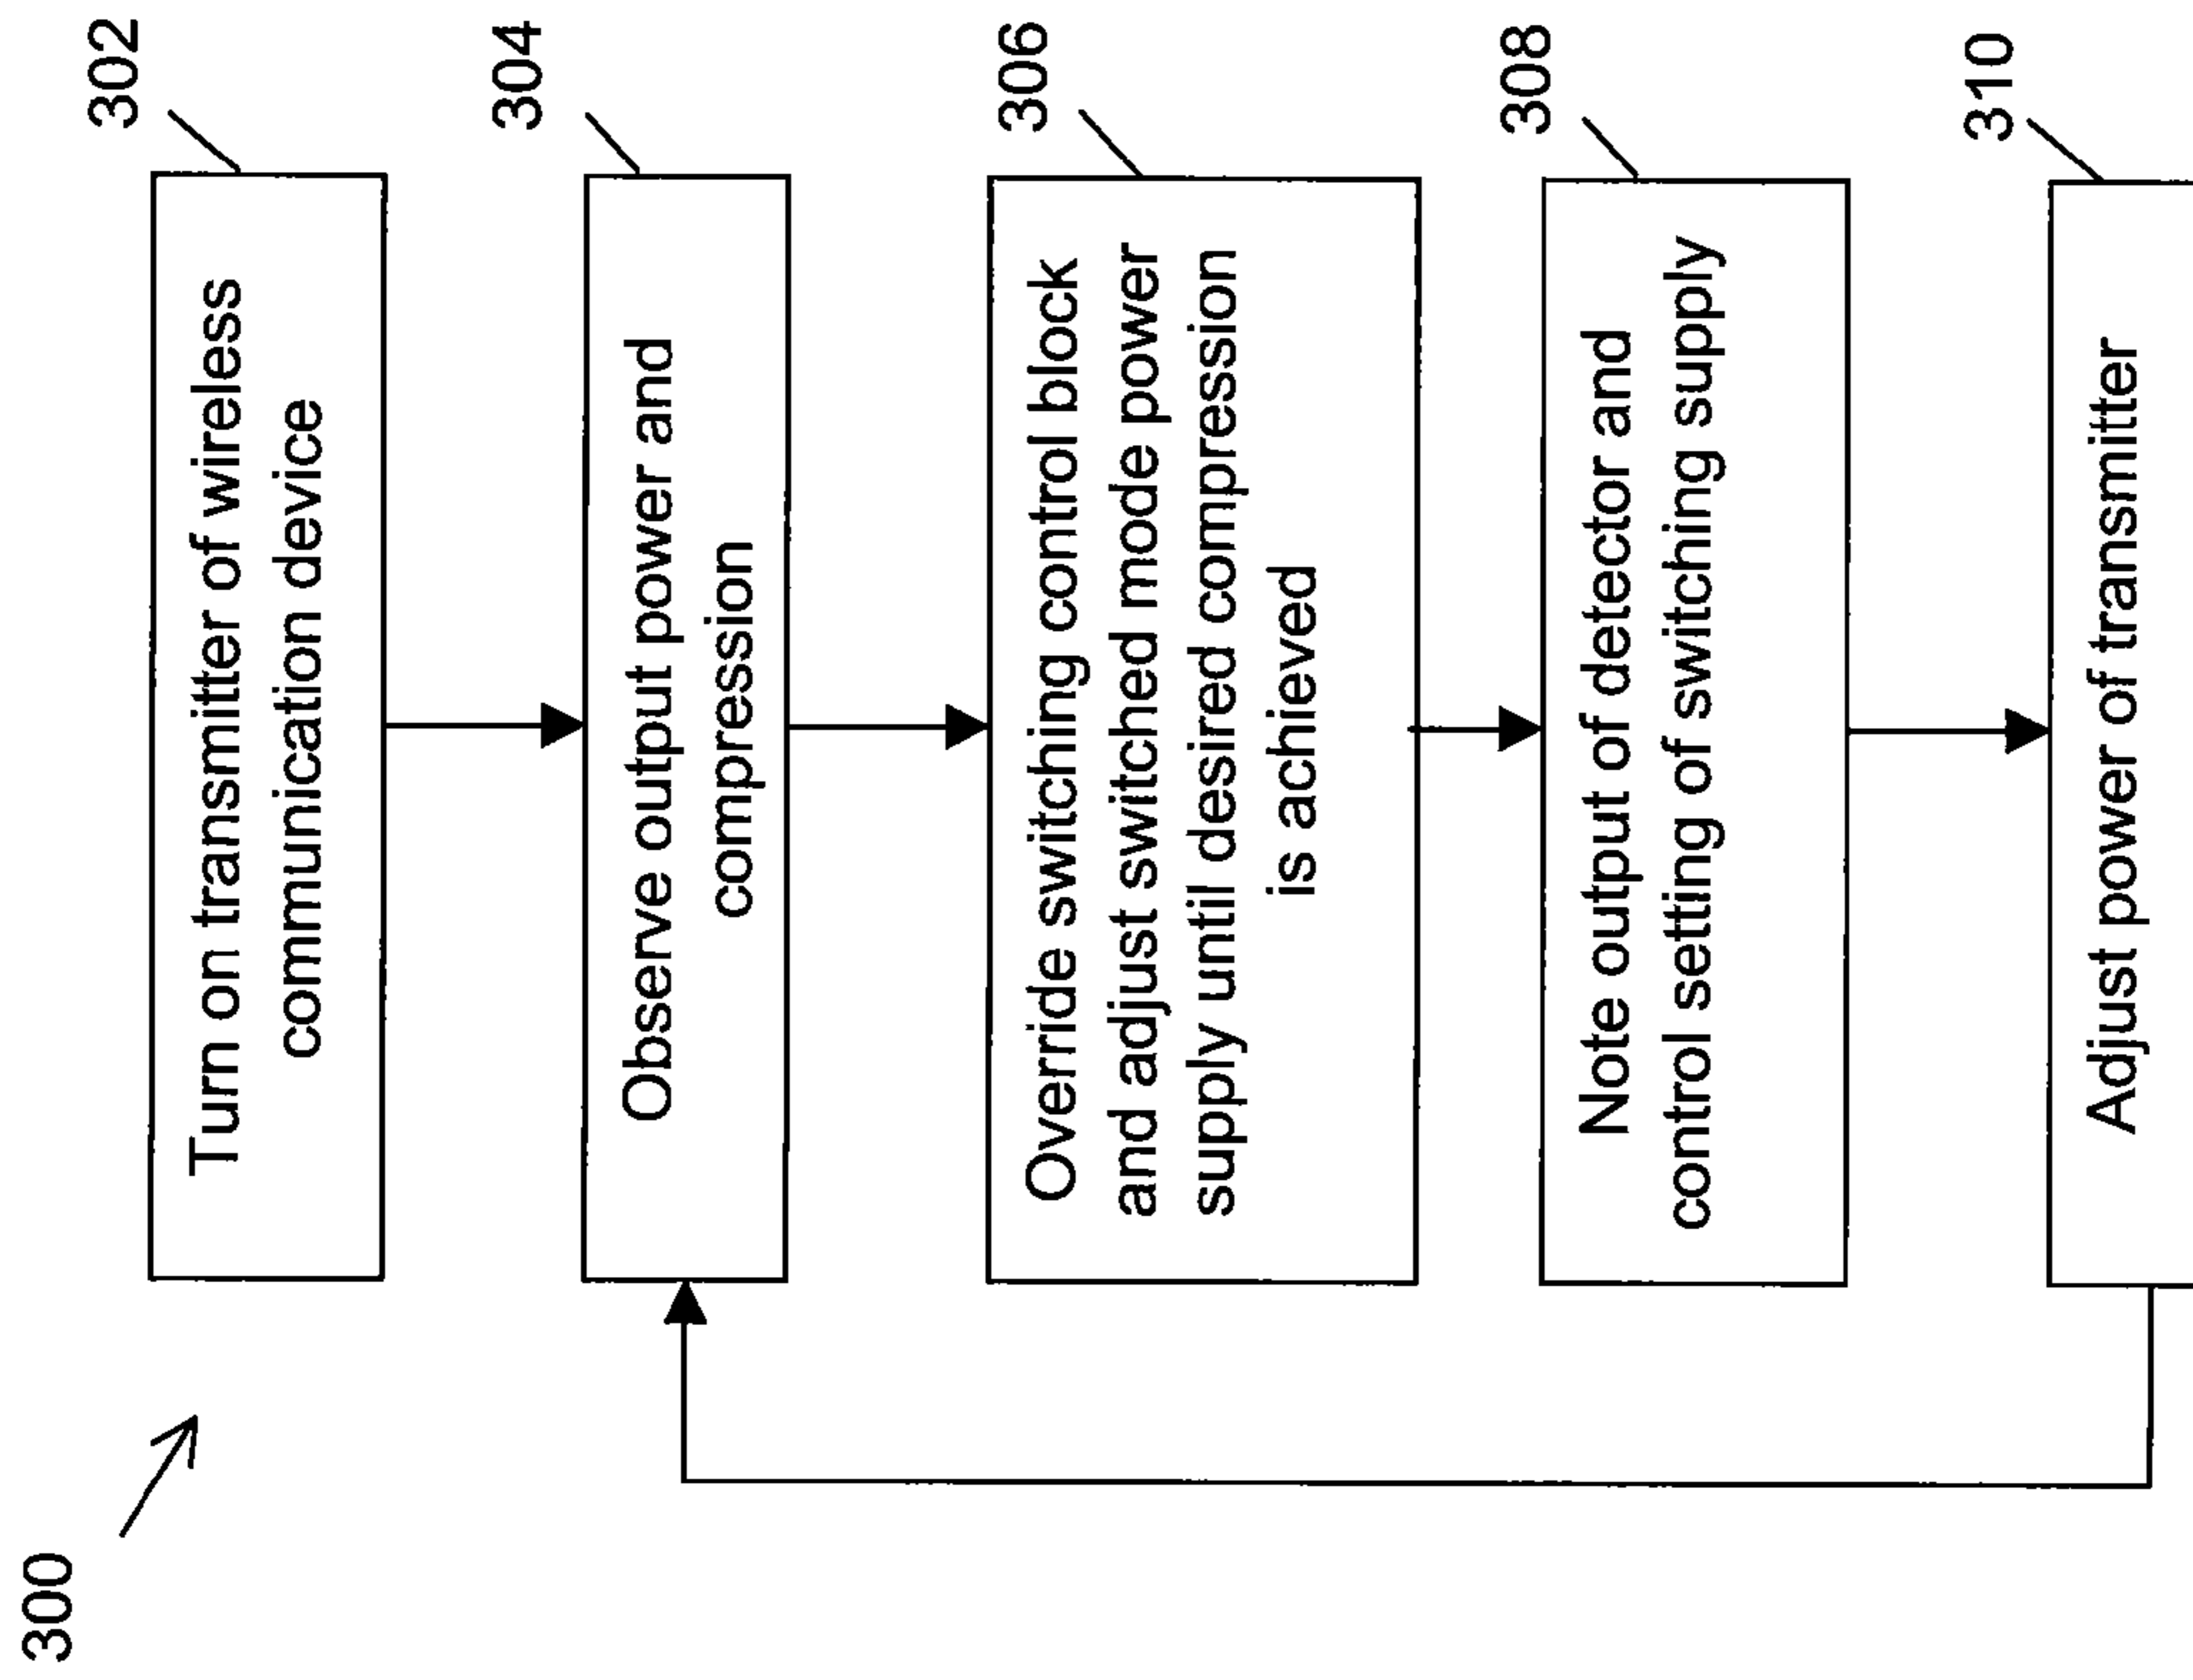 300
302
Turn on transmitter of wireless
communication device
304
Observe output power and
compression
306
Override switching control block
and adjust switched mode power
supply until desired compression
is achieved
308
Note output of detector and
control setting of switching supply
310
Adjust power of transmitter